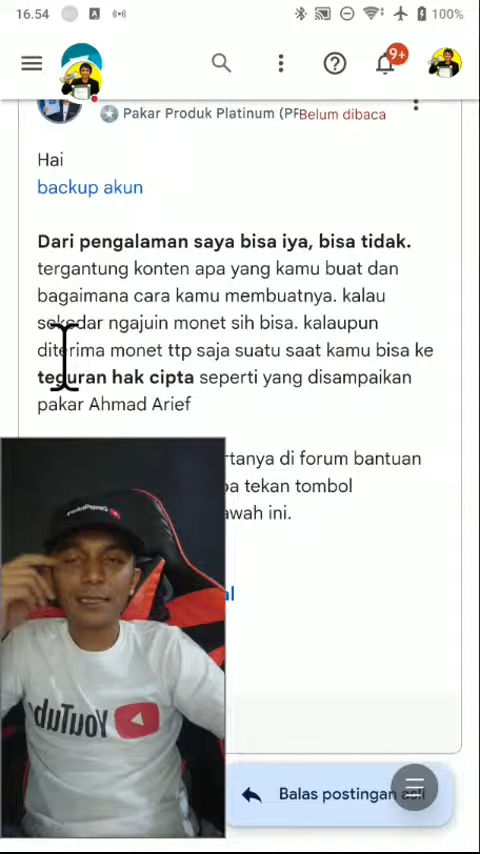 16.54
100%
9+
Pakar Produk Platinum (PF
Belum dibaca
Hai
backup akun
Dari pengalaman saya bisa iya, bisa tidak.
tergantung konten apa yang kamu buat dan
bagaimana cara kamu membuatnya. kalau
sekedar ngajuin monet sih bisa. kalaupun
diterima monet ttp saja suatu saat kamu bisa ke
teguran hak cipta seperti yang disampaikan
pakar Ahmad Arief
rtanya di forum bantuan
pa tekan tombol
awah ini.
al
YouTub
Balas postingan asli